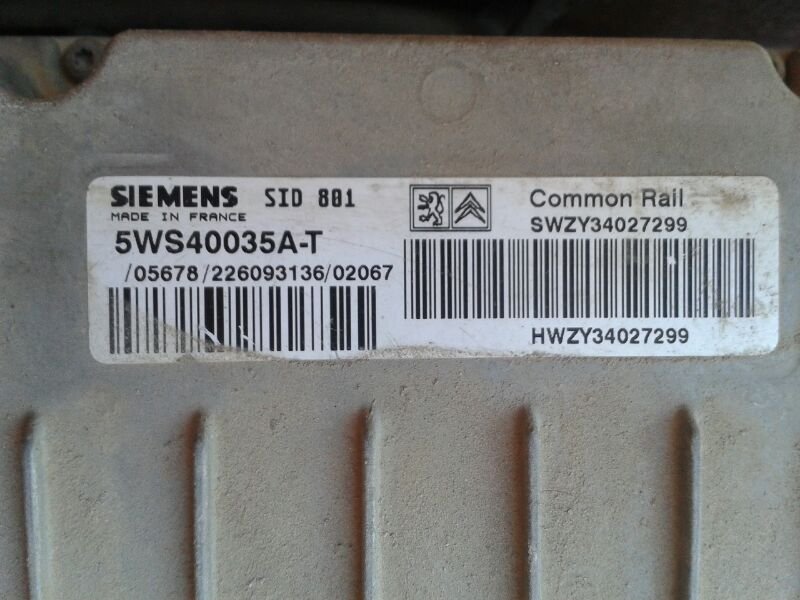 SIEMENS SID 801
MADE IN FRANCE
5WS40035A-T
/05678/226093136/02067
Common Rail
SWZY34027299
HWZY34027299